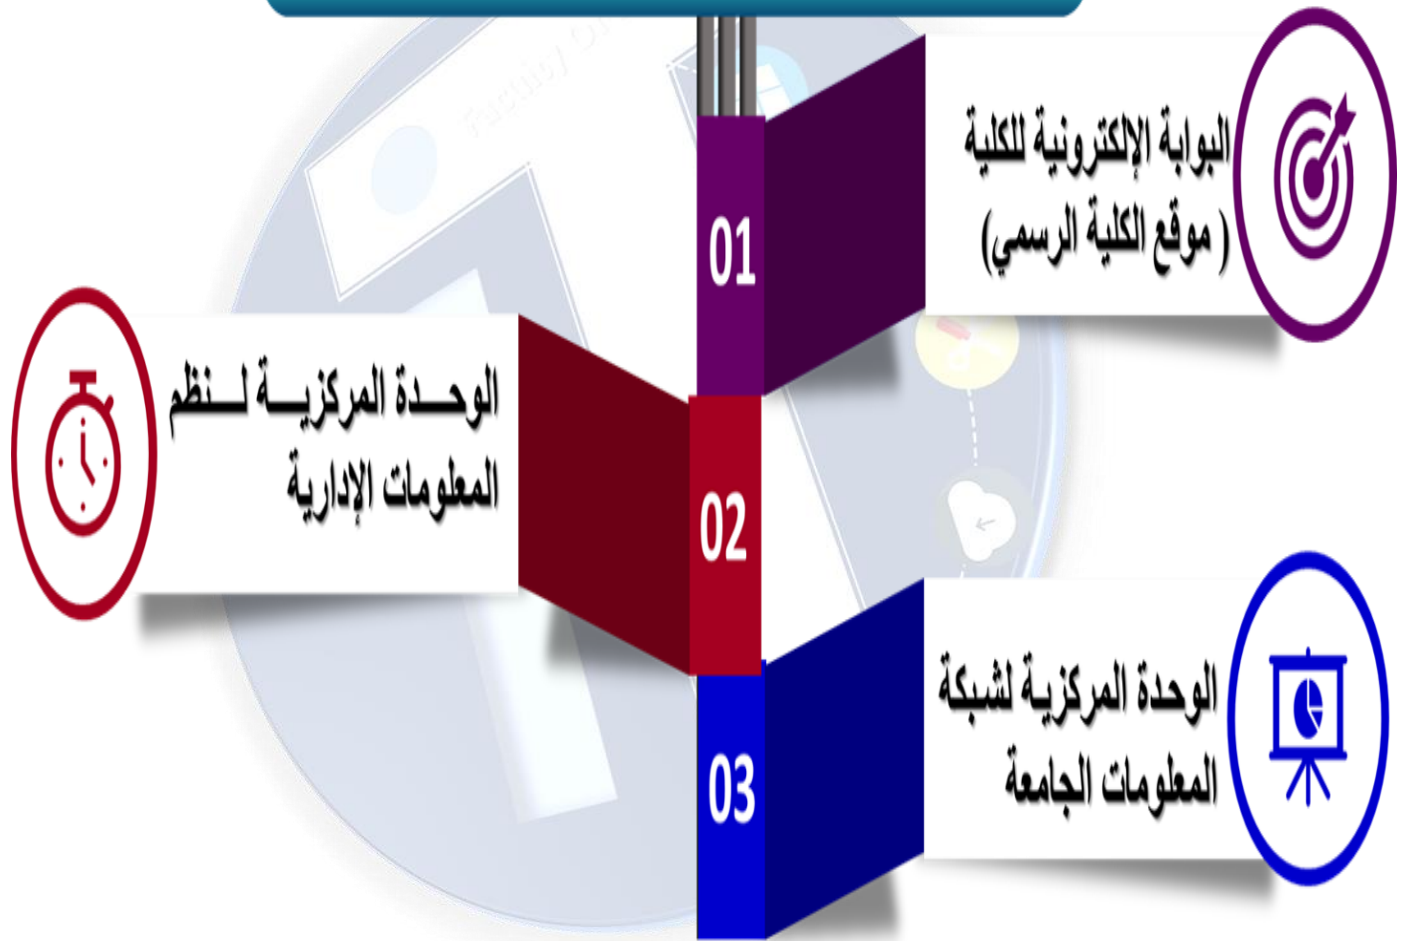 01
البوابة الإلكترونية للكلية
( موقع الكلية الرسمي)
02
الوحـــدة المركزيـــة لـــنظم
المعلومات الإدارية
03
الوحدة المركزية لشبكة
المعلومات الجامعة